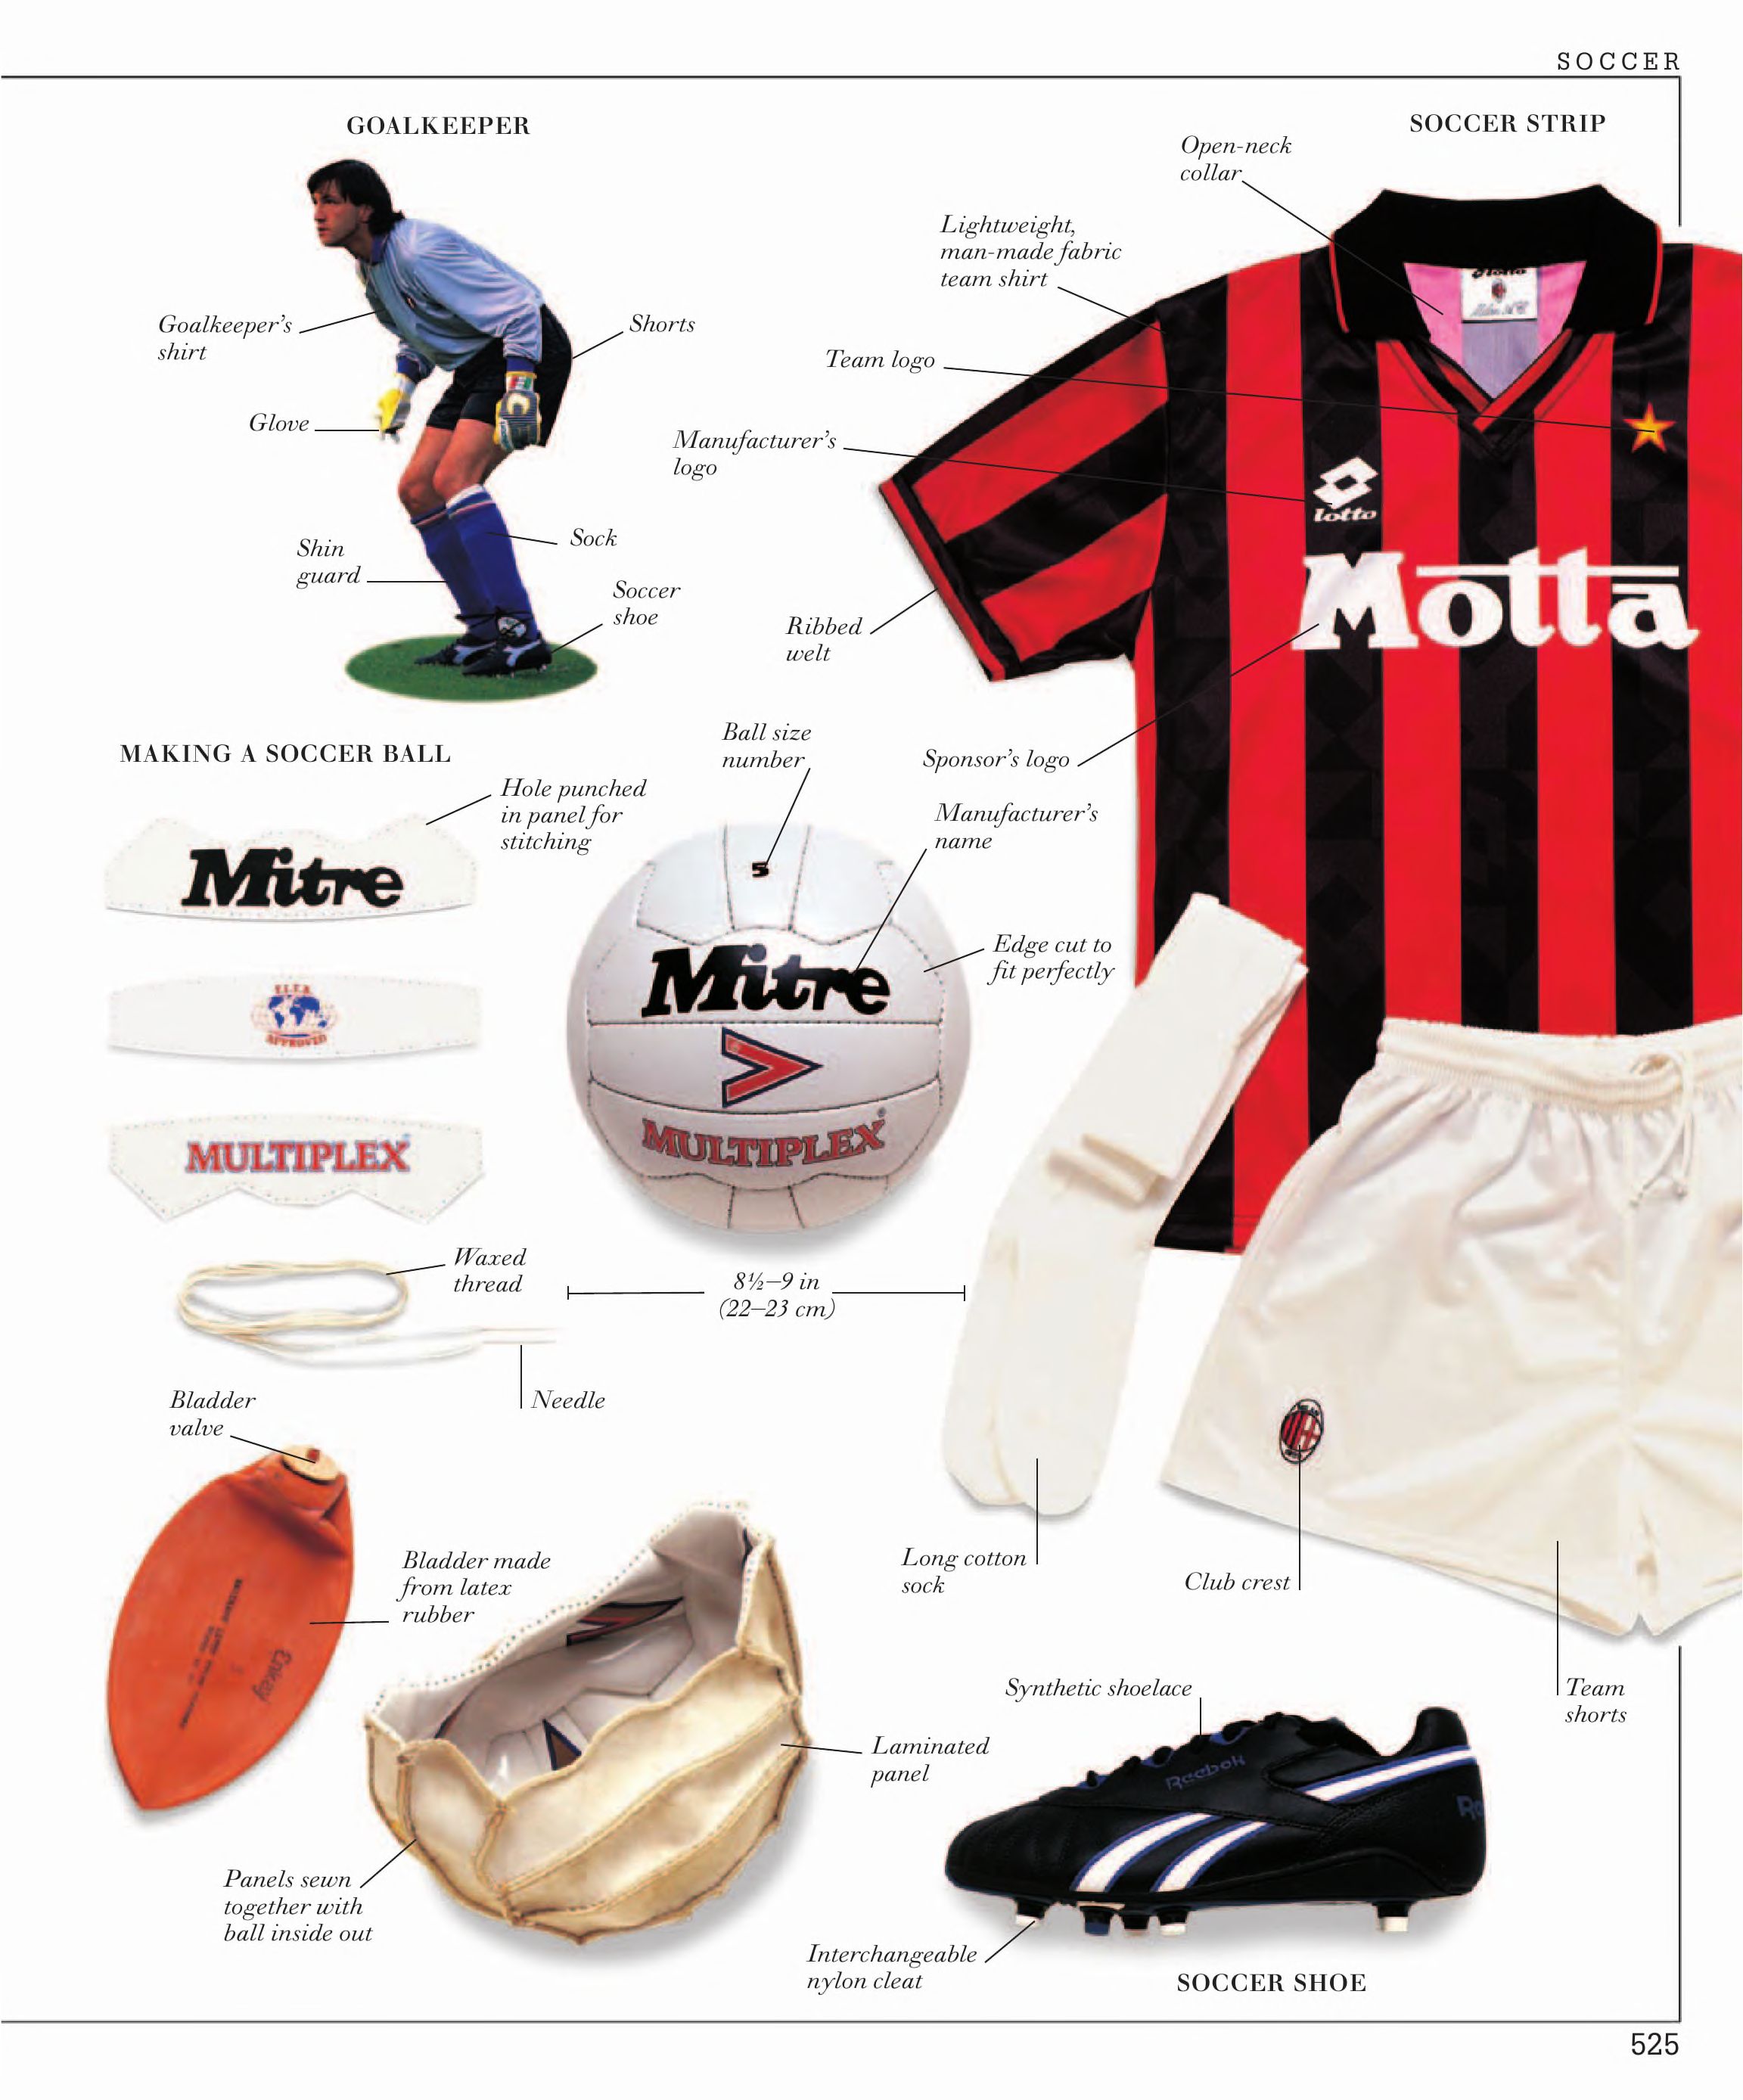 SOCCER
GOALKEEPER
Goalkeeper's
shirt
Glove
Shin
guard
Shorts
Sock
Soccer
shoe
SOCCER STRIP
Open-neck
collar
Lightweight,
man-made fabric
team shirt
Team logo
Manufacturer's
logo
Ribbed
welt
Sponsor's logo
lotto
Motta
MAKING A SOCCER BALL
Hole punched
in panel for
stitching
Mitre
F.I.F.A.
APPROVED
MULTIPLEX
Ball size
number
Manufacturer's
name
Edge cut to
fit perfectly
5
Mitre
MULTIPLEX®
8½–9 in
(22–23 cm)
Waxed
thread
Needle
Bladder
valve
Bladder made
from latex
rubber
Panels sewn
together with
ball inside out
Laminated
panel
Long cotton
sock
Club crest
Team
shorts
Synthetic shoelace
Reebok
Interchangeable
nylon cleat
SOCCER SHOE
525